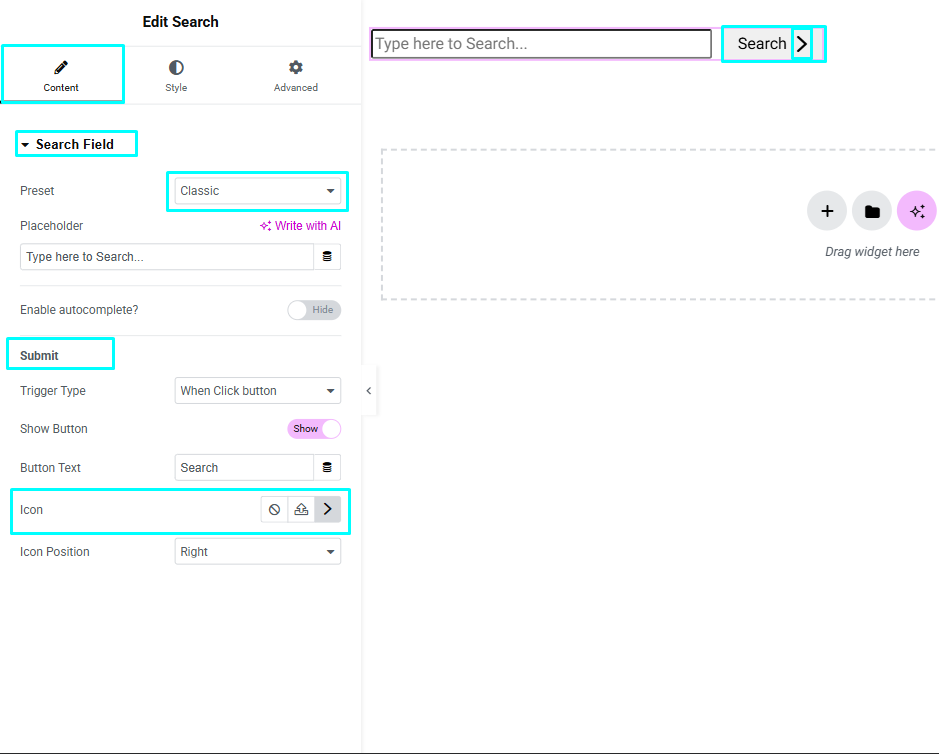 Edit Search
Content
Style
Advanced
Search Field
Preset
Classic
Placeholder
Write with AI
Type here to Search...
Enable autocomplete?
Hide
Submit
Trigger Type
When Click button
Show Button
Show
Button Text
Search
Icon
Icon Position
Right
Type here to Search...
Search
Drag widget here